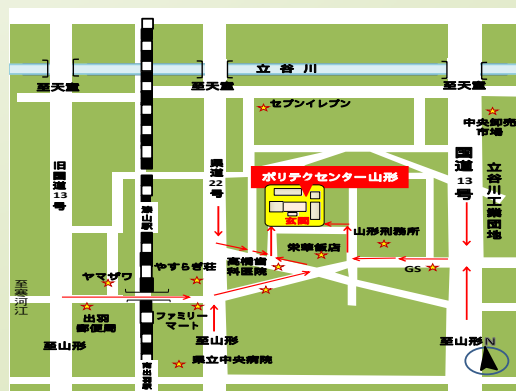 立谷川
至天童
至天童
至天童
セブンイレブン
中央卸売
市場
旧国道13号
県道22号
国道13号
立谷川工業団地
ポリテクセンター山形
玄関
漆山駅
山形刑務所
栄華飯店
高橋歯
科医院
やすらぎ荘
ヤマザワ
GS
至寒河江
出羽
郵便局
ファミリー
マート
至山形
至山形
至山形
県立中央病院
南出羽駅
N